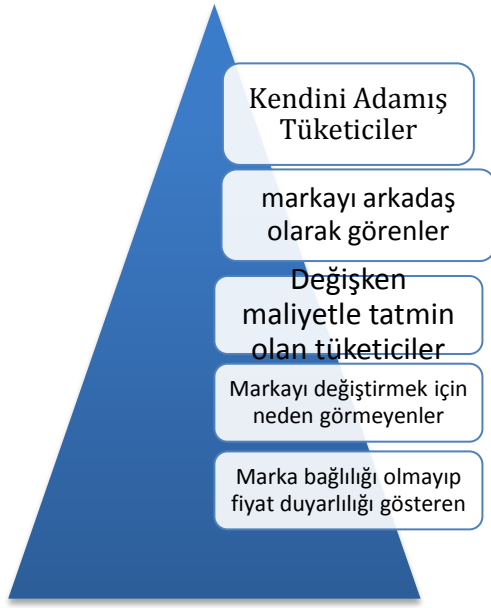 Kendini Adamış
Tüketiciler
markayı arkadaş
olarak görenler
Değişken
maliyetle tatmin
olan tüketiciler
Markayı değiştirmek için
neden görmeyenler
Marka bağlılığı olmayıp
fiyat duyarlılığı gösteren